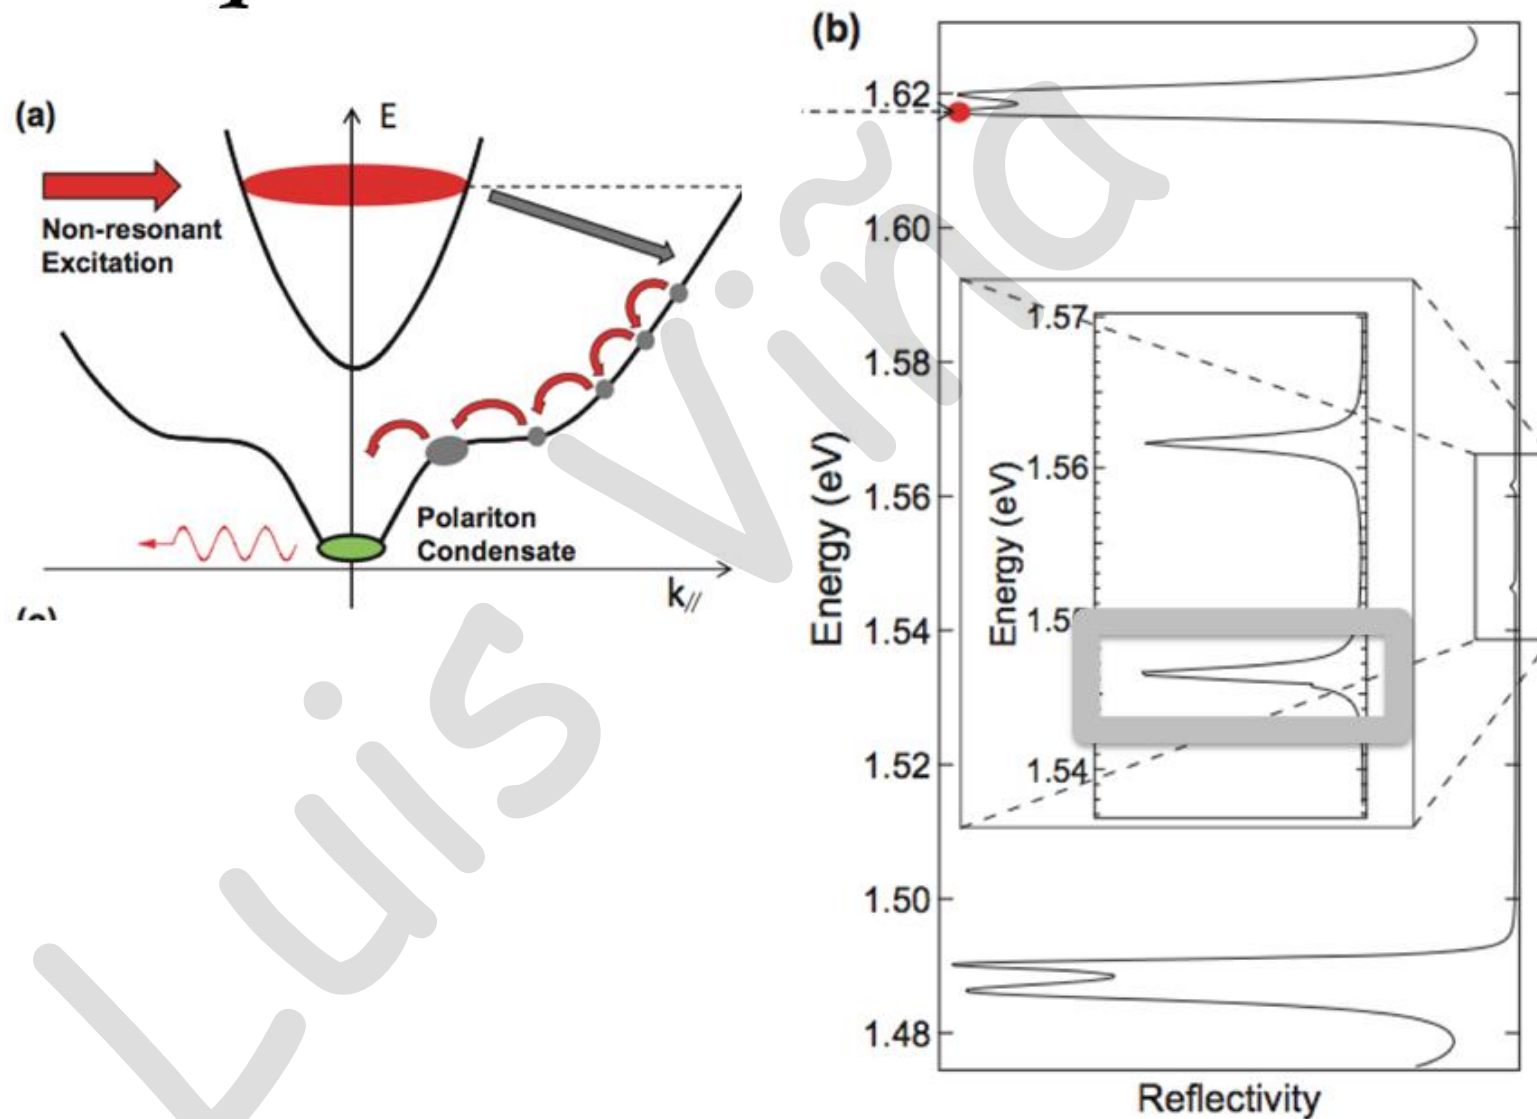 (a)
E
Non-resonant
Excitation
Polariton
Condensate
k//
(b)
1.62
1.60
1.58
1.56
1.54
1.52
1.50
1.48
Energy (eV)
Reflectivity
1.57
1.56
1.54
Energy (eV)
Luis Viña